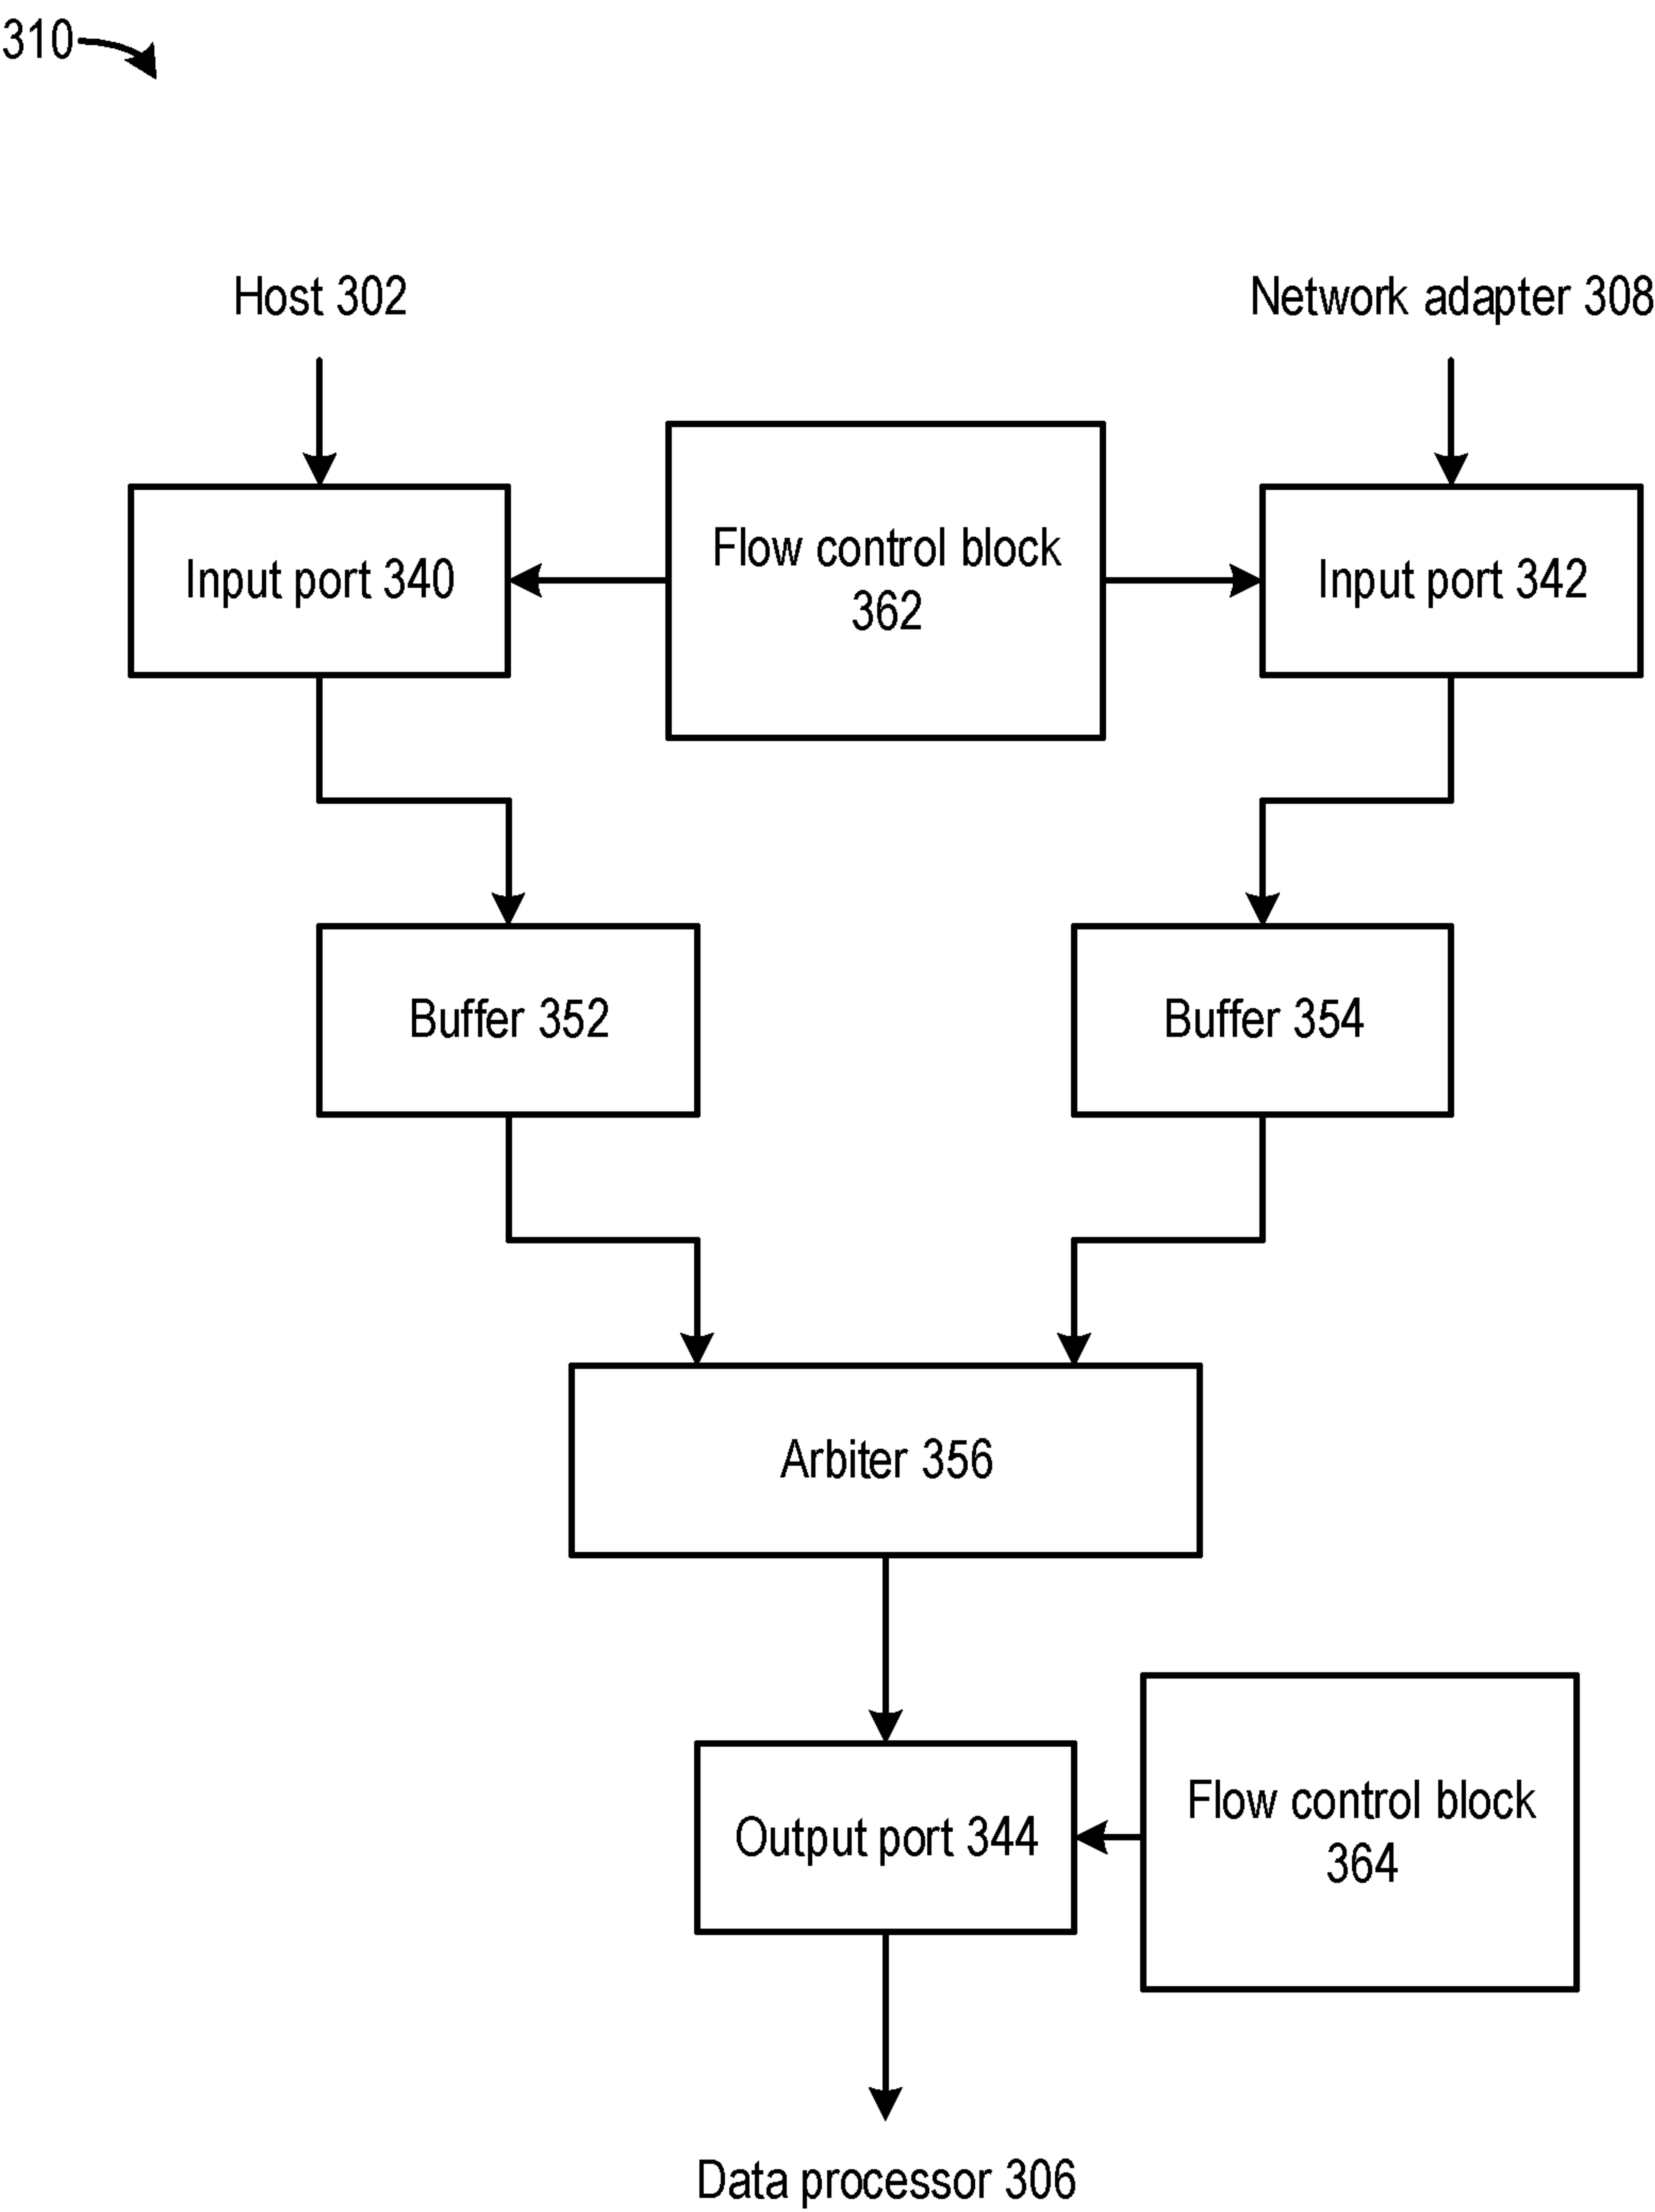 310
Host 302
Network adapter 308
Input port 340
Flow control block
362
Input port 342
Buffer 352
Buffer 354
Arbiter 356
Output port 344
Flow control block
364
Data processor 306